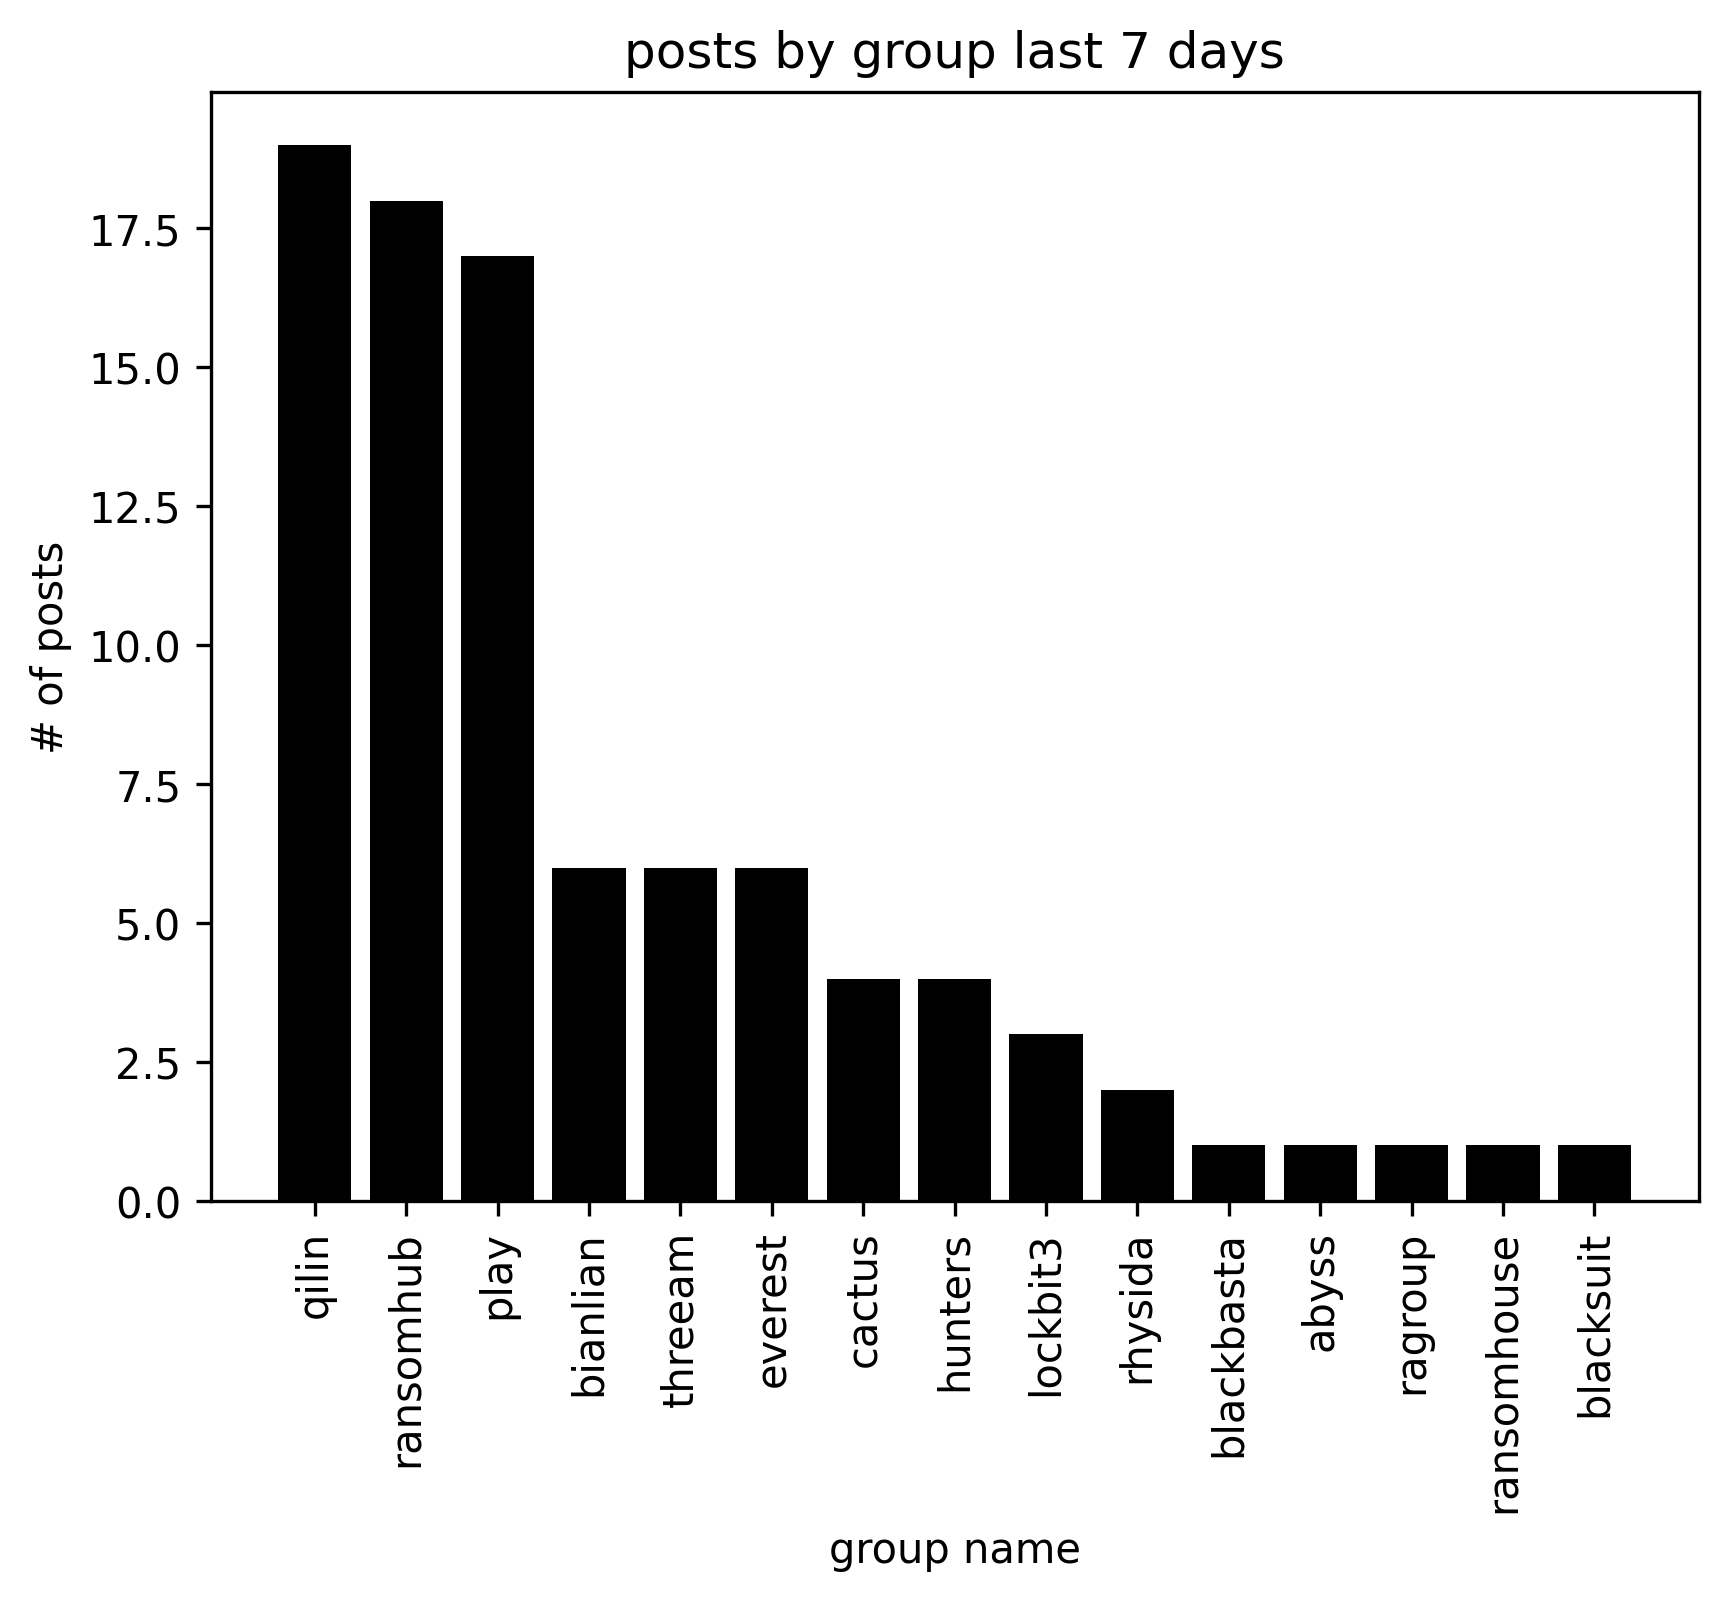 posts by group last 7 days
# of posts
17.5
15.0
12.5
10.0
7.5
5.0
2.5
0.0
qilin
ransomhub
play
bianlian
threeam
everest
cactus
hunters
lockbit3
rhysida
blackbasta
abyss
ragroup
ransomhouse
blacksuit
group name